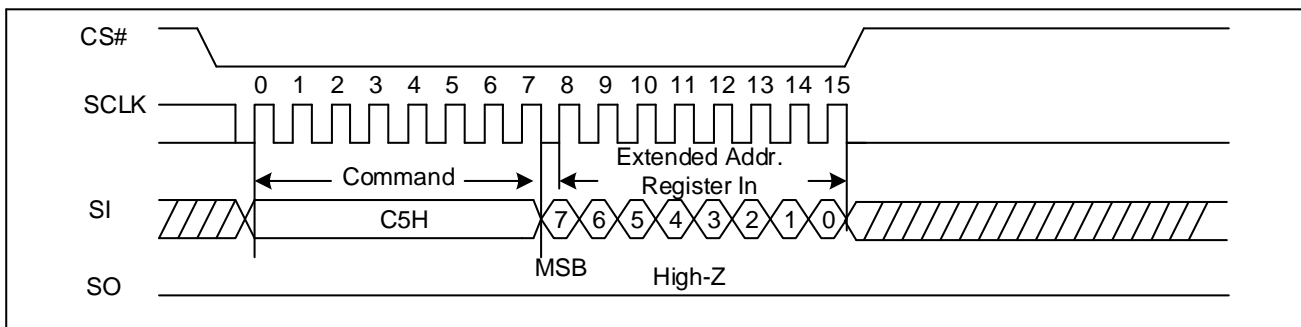 CS#
0 1 2 3 4 5 6 7 8 9 10 11 12 13 14 15
SCLK
Command
Extended Addr.
Register In
SI
C5H
7 6 5 4 3 2 1 0
MSB
High-Z
SO